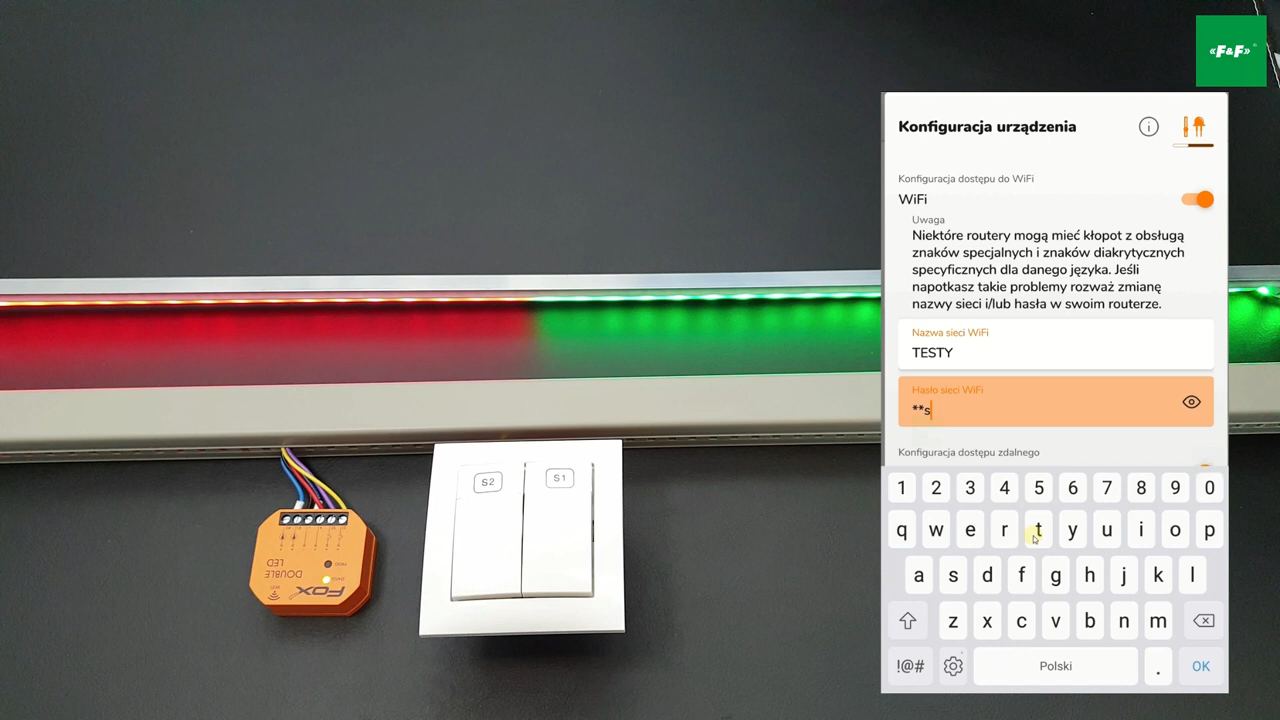 «F&F»
Konfiguracja urządzenia
Konfiguracja dostępu do WiFi
WiFi
Uwaga
Niektóre routery mogą mieć kłopot z obsługą
znaków specjalnych i znaków diakrytycznych
specyficznych dla danego języka. Jeśli
napotkasz takie problemy rozważ zmianę
nazwy sieci i/lub hasła w swoim routerze.
Nazwa sieci WiFi
TESTY
Hasło sieci WiFi
**s
Konfiguracja dostępu zdalnego
1 2 3 4 5 6 7 8 9 0
q w e r t y u i o p
a s d f g h j k l
z x c v b n m
!@# Polski . OK
S2 S1
FOX
WiFi
STATUS
PROG
DOUBLE
LED